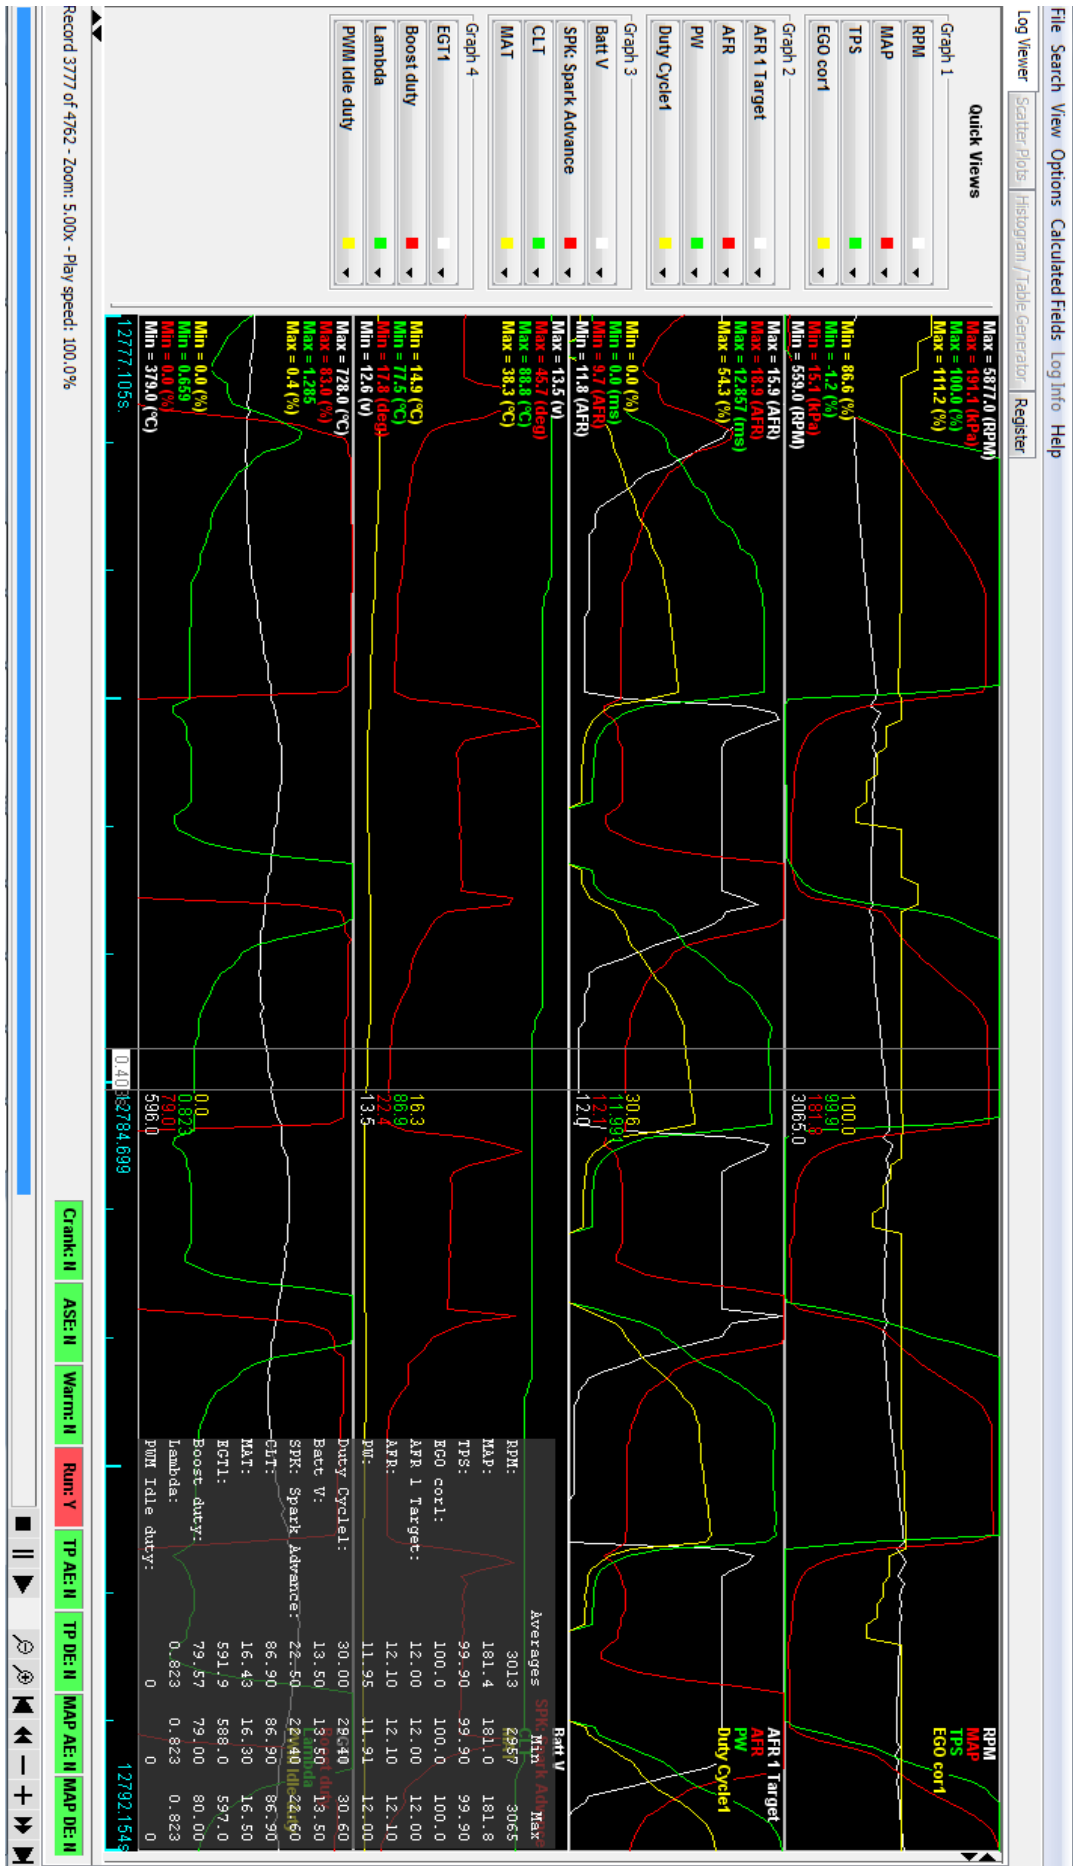 File Search View Options Calculated Fields Log Info Help
Log Viewer Scatter Plots Histogram / Table Generator Register
Quick Views
Graph 1
RPM
MAP
TPS
EGO cor1
Graph 2
AFR 1 Target
AFR
PW
Duty Cycle1
Graph 3
Batt V
SPK: Spark Advance
CLT
MAT
Graph 4
EGT1
Boost duty
Lambda
PWM Idle duty
5877.0 (RPM)
Max = 191.1 (kPa)
Max = 100.0 (%)
Max = 111.2 (%)
Min = 86.6 (%)
Min = -1.2 (%)
Min = 15.1 (kPa)
Min = 559.0 (RPM)
100.0
99.9
181.8
3065.0
RPM
MAP
TPS
EGO cor1
Max = 15.9 (AFR)
Max = 18.9 (AFR)
Max = 12.857 (ms)
Max = 54.3 (%)
Min = 0.0 (%)
Min = 0.0 (ms)
Min = 9.7 (AFR)
Min = 11.8 (AFR)
30.6
11.991
12.1
12.0
AFR 1 Target
AFR
PW
Duty Cycle1
Max = 13.5 (v)
Max = 45.7 (deg)
Max = 88.8 (°C)
Max = 38.3 (°C)
Min = 14.9 (°C)
Min = 77.5 (°C)
Min = -17.8 (deg)
Min = 12.6 (v)
16.3
86.9
22.4
13.5
Batt V
SPK: Spark Advance
CLT
Max = 728.0 (°C)
Max = 83.0 (%)
Max = 1.285
Max = 0.4 (%)
Min = 0.0 (%)
Min = 0.659
Min = 0.0 (%)
Min = 379.0 (°C)
0.0
0.823
79.0
596.0
Boost duty
Lambda
PWM Idle duty
Averages Min Max
RPM: 3013 2957 3065
MAP: 181.4 181.0 181.8
TPS: 99.90 99.90 99.90
EGO cor1: 100.0 100.0 100.0
AFR 1 Target: 12.00 12.00 12.00
AFR: 12.10 12.10 12.10
PW: 11.95 11.91 12.00
Duty Cycle1: 30.00 29.40 30.60
Batt V: 13.50 13.50 13.50
SPK: Spark Advance: 22.50 22.40 22.60
CLT: 86.90 86.90 86.90
MAT: 16.43 16.30 16.50
EGT1: 591.9 588.0 597.0
Boost duty: 79.57 79.00 80.00
Lambda: 0.823 0.823 0.823
PWM Idle duty: 0 0 0
12777.105s. 12784.699 12792.154s
Record 3777 of 4762 - Zoom: 5.00x - Play speed: 100.0%
Crank: N ASE: N Warm: N Run: Y TP AE: N TP DE: N MAP AE: N MAP DE: N